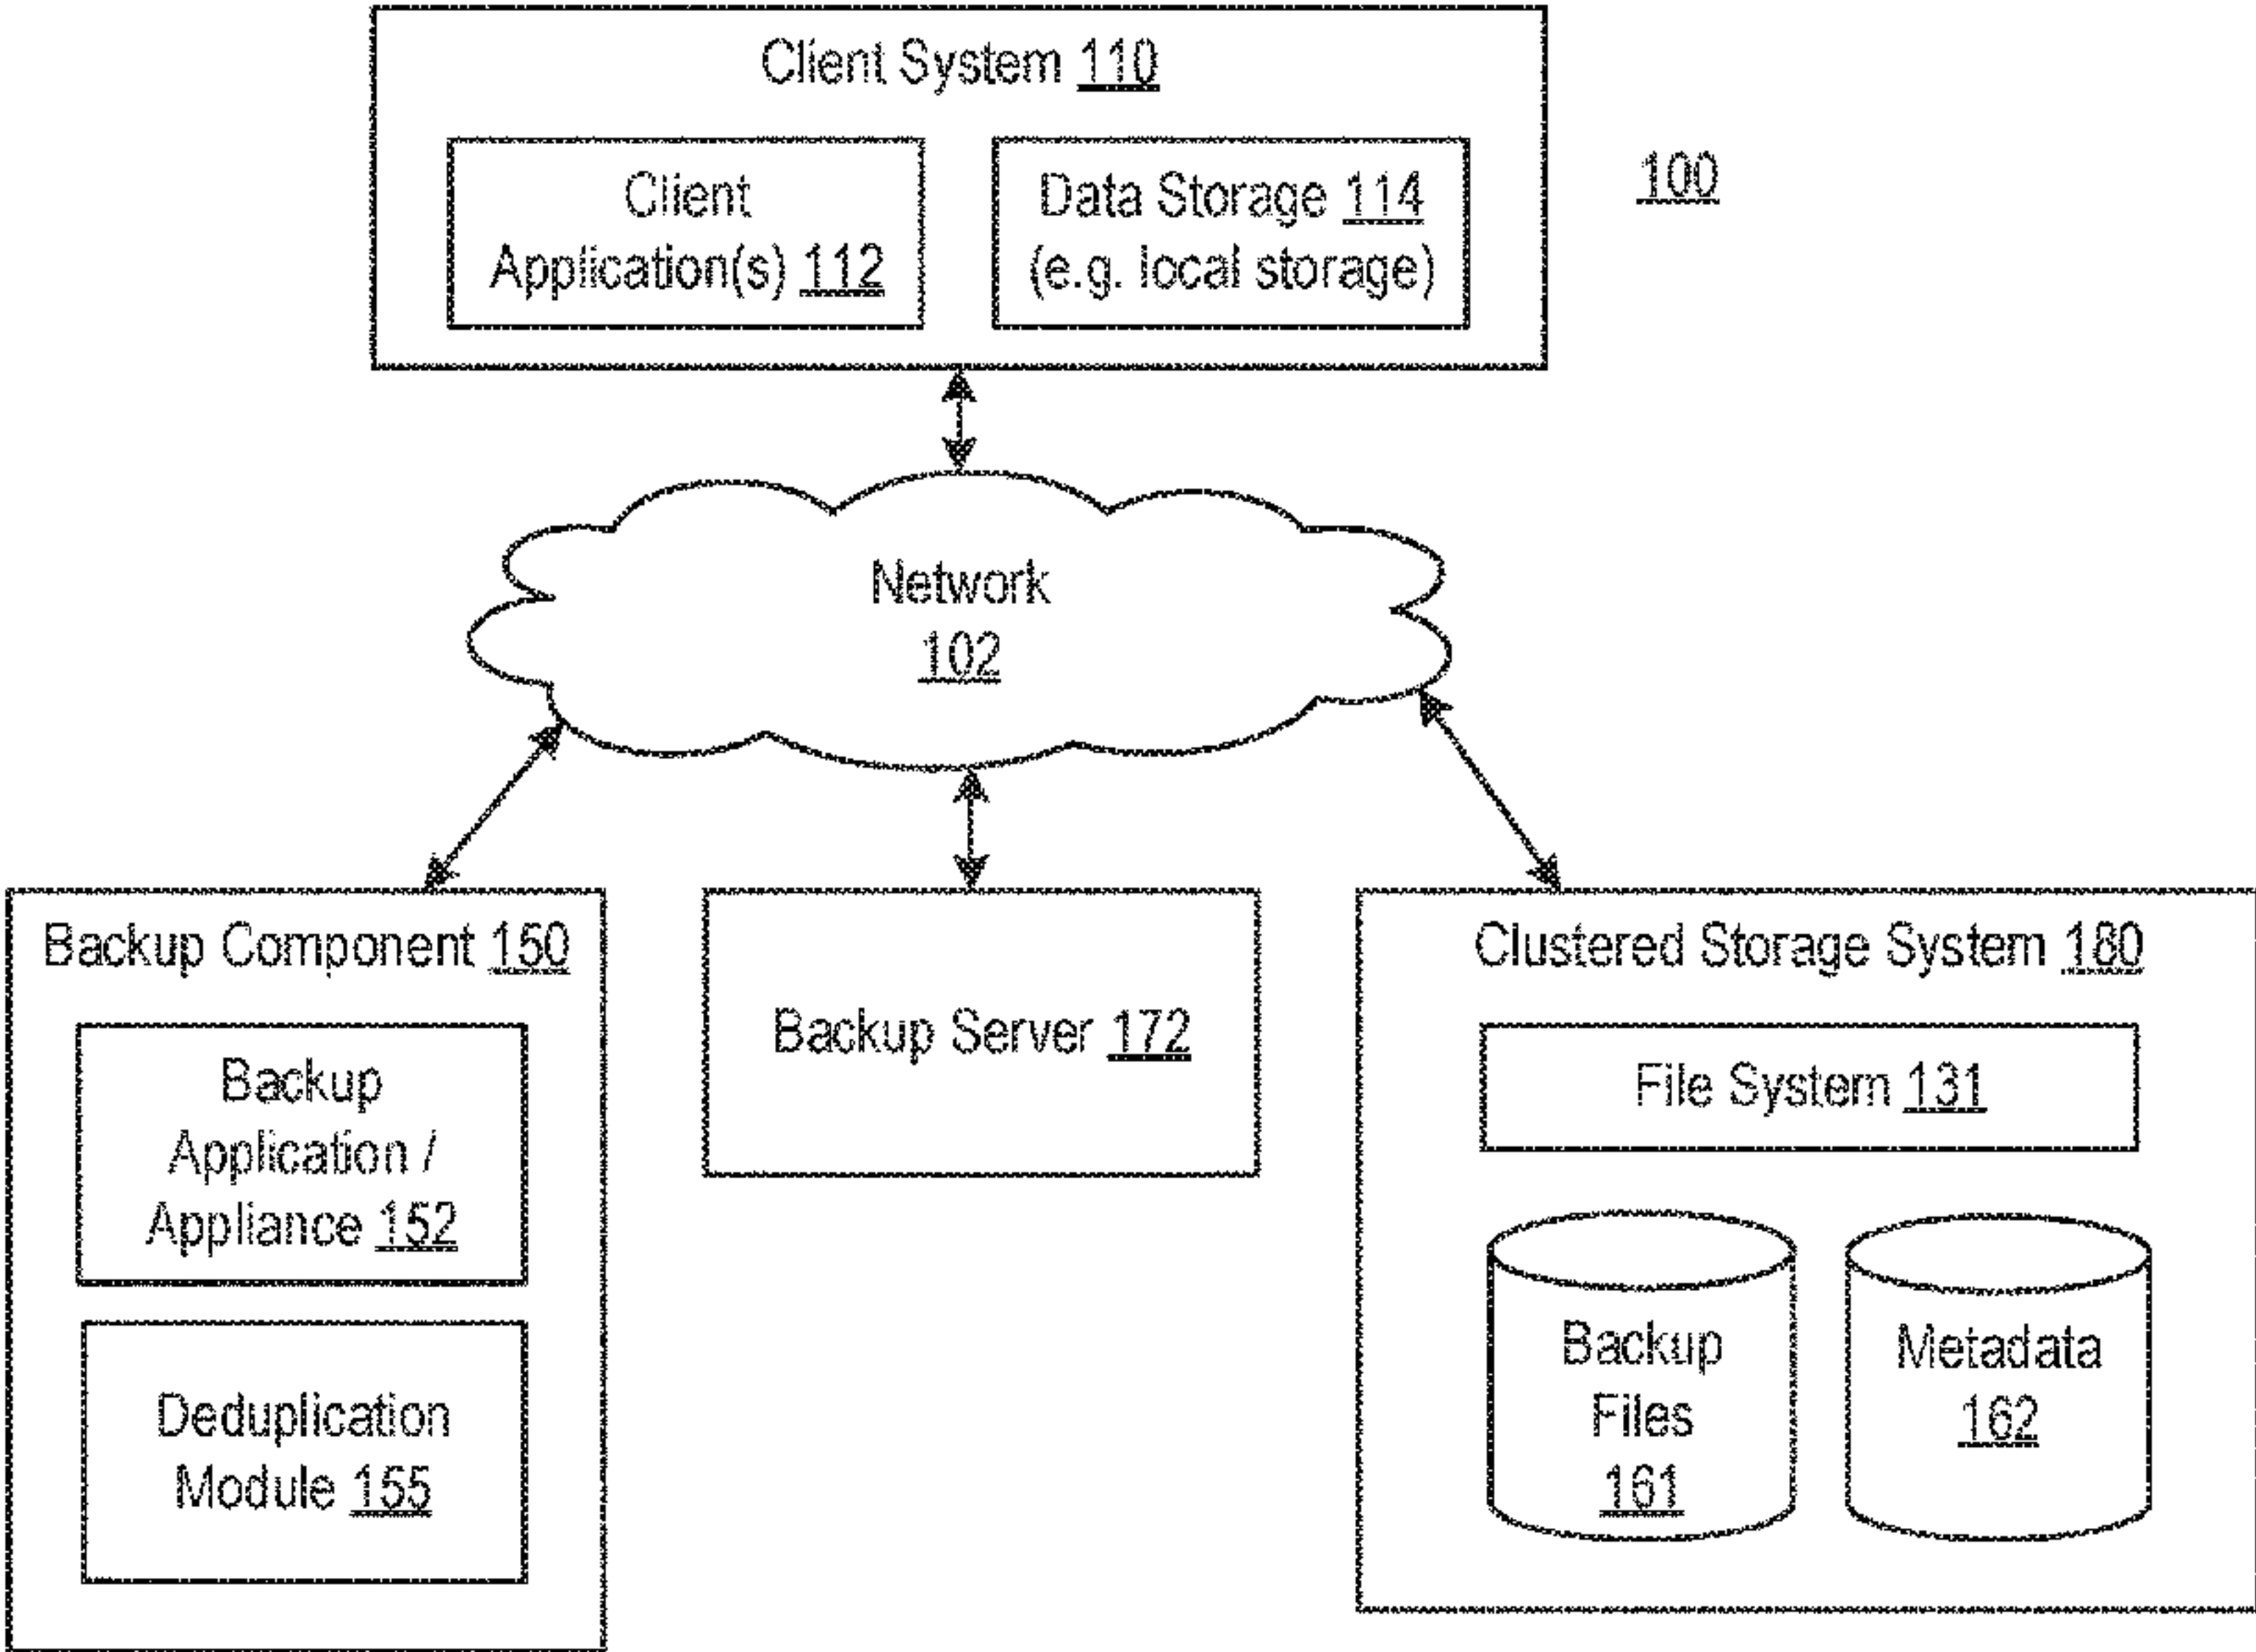 Client System 110
Client
Application(s) 112
Data Storage 114
(e.g. local storage)
100
Network
102
Backup Component 150
Backup
Application /
Appliance 152
Deduplication
Module 155
Backup Server 172
Clustered Storage System 180
File System 131
Backup
Files
161
Metadata
162